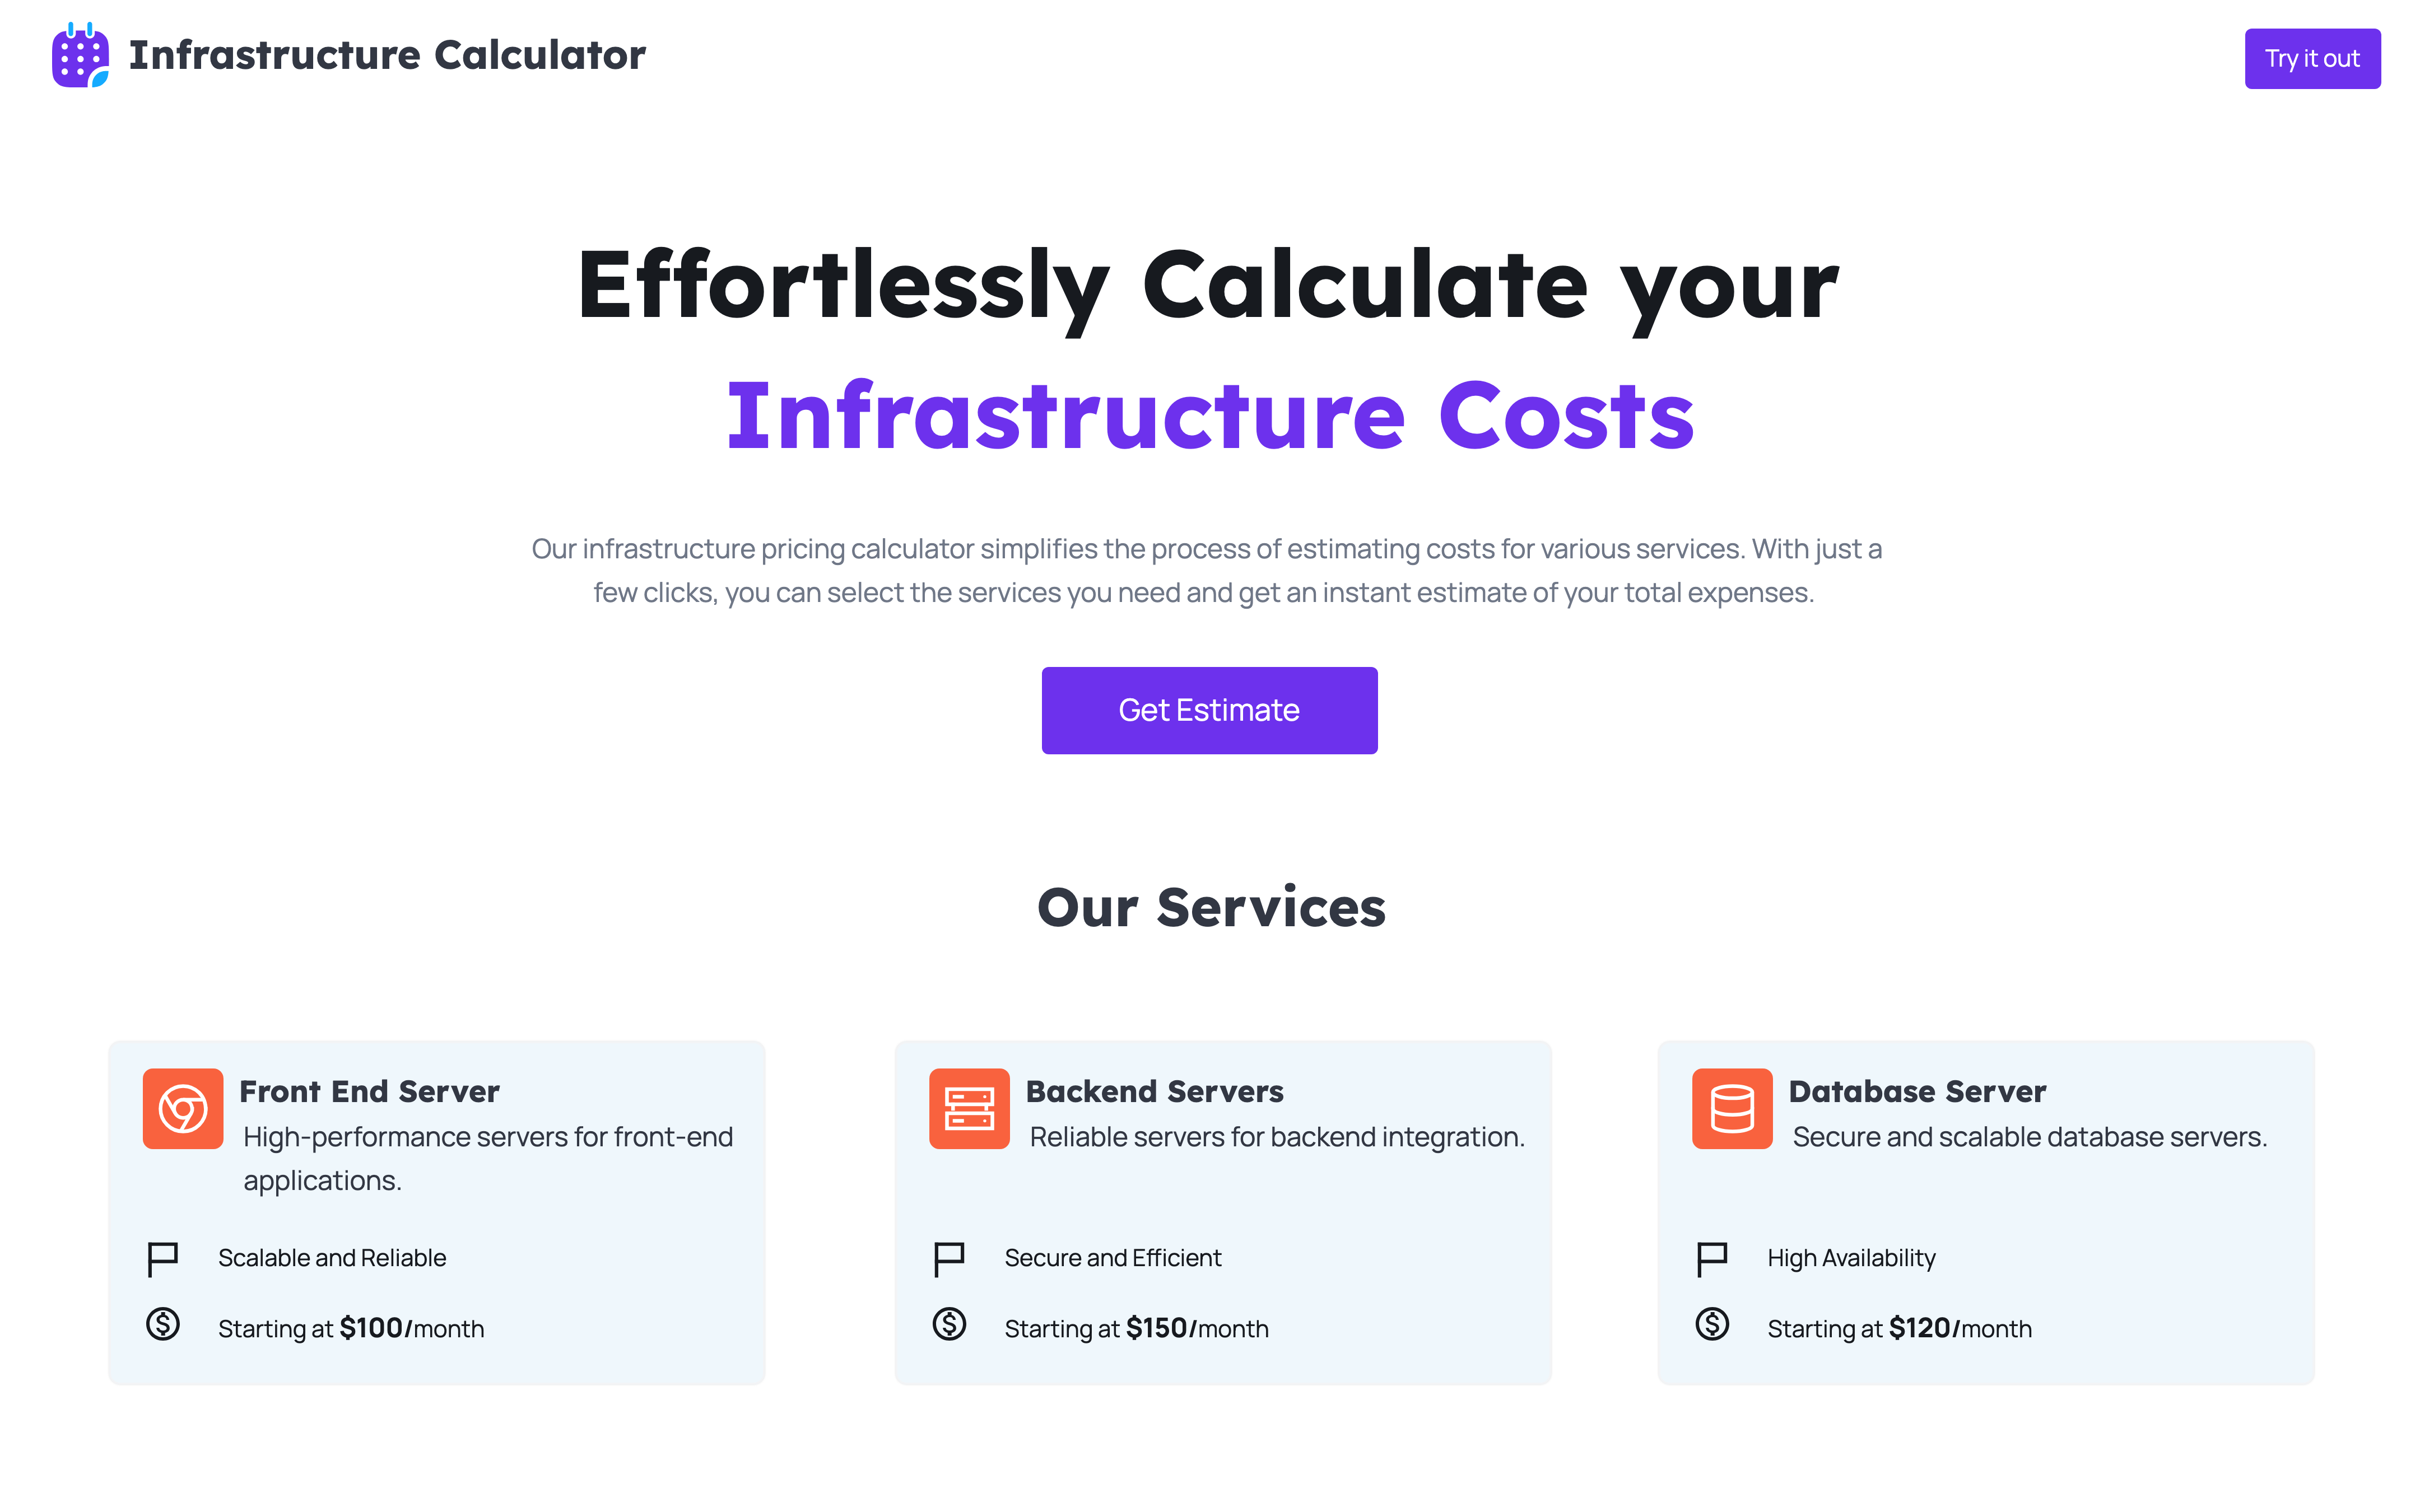 Infrastructure Calculator
Try it out
Effortlessly Calculate your
Infrastructure Costs
Our infrastructure pricing calculator simplifies the process of estimating costs for various services. With just a
few clicks, you can select the services you need and get an instant estimate of your total expenses.
Get Estimate
Our Services
Front End Server
High-performance servers for front-end
applications.
Scalable and Reliable
Starting at $100/month
Backend Servers
Reliable servers for backend integration.
Secure and Efficient
Starting at $150/month
Database Server
Secure and scalable database servers.
High Availability
Starting at $120/month